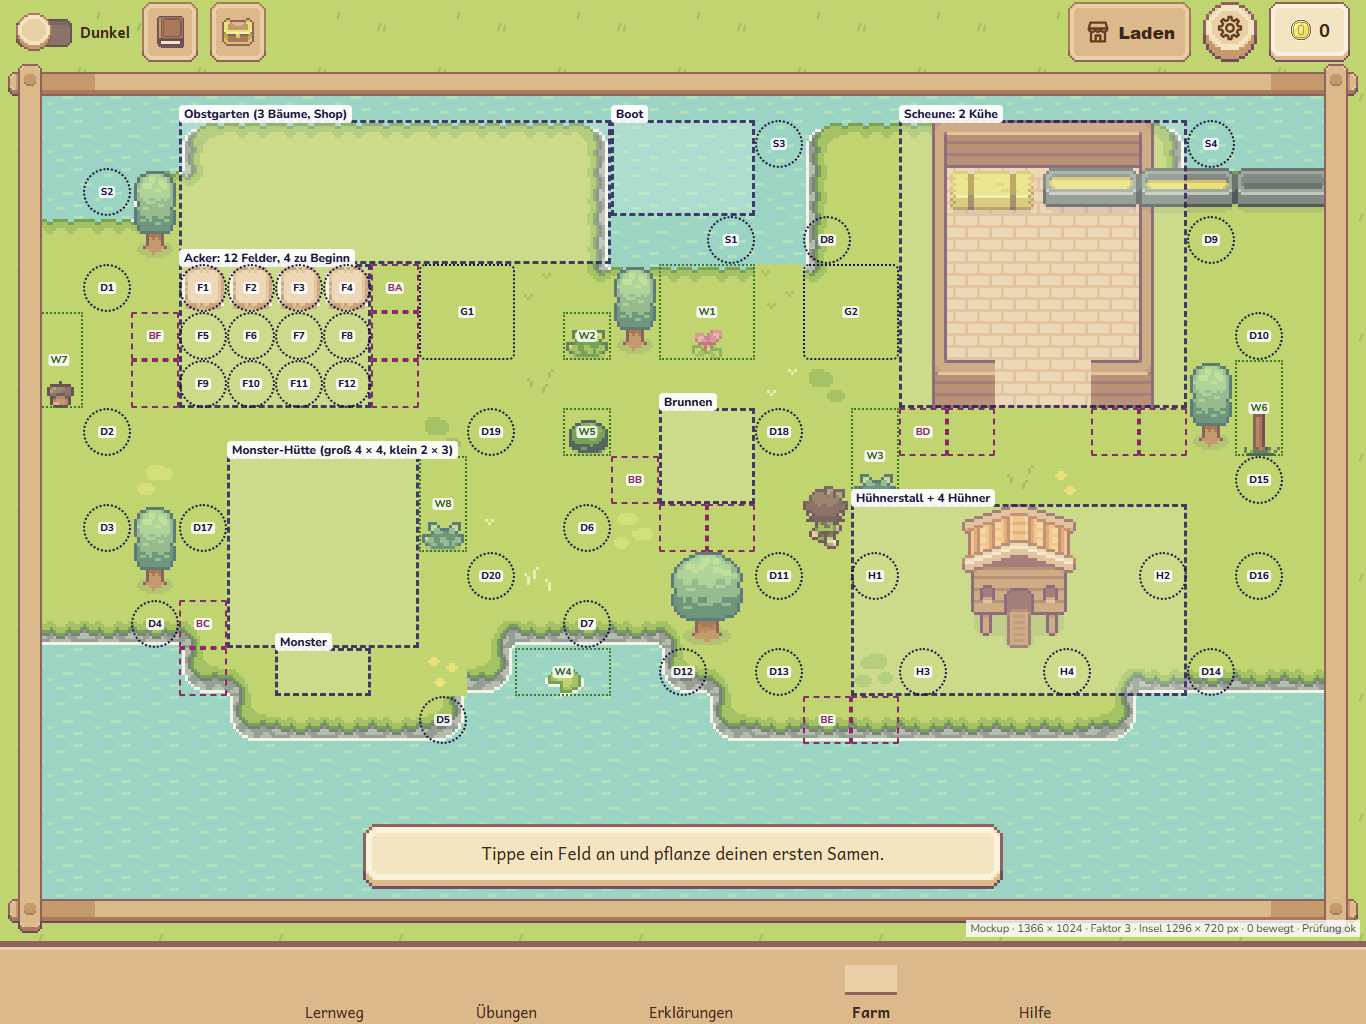 Dunkel
Laden
0
Obstgarten (3 Bäume, Shop)
Boot
Scheune: 2 Kühe
S3
S4
S2
S1
D8
D9
Acker: 12 Felder, 4 zu Beginn
D1
F1
F2
F3
F4
BA
G1
W1
G2
BF
F5
F6
F7
F8
W2
D10
W7
F9
F10
F11
F12
Brunnen
W6
D2
D19
W5
D18
BD
Monster-Hütte (groß 4 × 4, klein 2 × 3)
W3
BB
D15
Hühnerstall + 4 Hühner
W8
D3
D17
D6
D20
D11
H1
H2
D16
D4
BC
D7
Monster
W4
D12
D13
H3
H4
D14
D5
BE
Tippe ein Feld an und pflanze deinen ersten Samen.
Mockup · 1366 × 1024 · Faktor 3 · Insel 1296 × 720 px · 0 bewegt · Prüfung ok
Lernweg
Übungen
Erklärungen
Farm
Hilfe